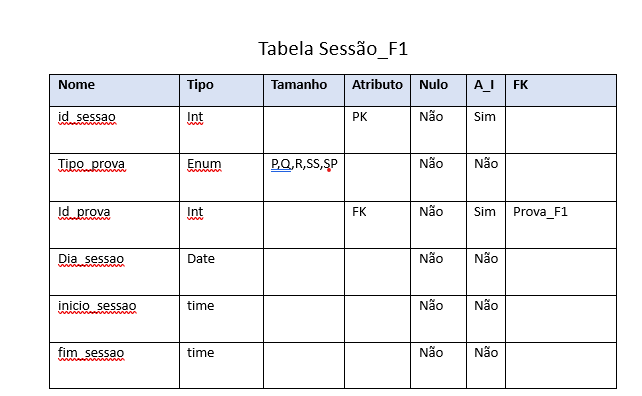 Tabela Sessão_F1
Nome Tipo Tamanho Atributo Nulo A_I FK
id_sessao Int PK Não Sim
Tipo_prova Enum P,Q,R,SS,SP Não Não
Id_prova Int FK Não Sim Prova_F1
Dia_sessao Date Não Não
inicio_sessao time Não Não
fim_sessao time Não Não